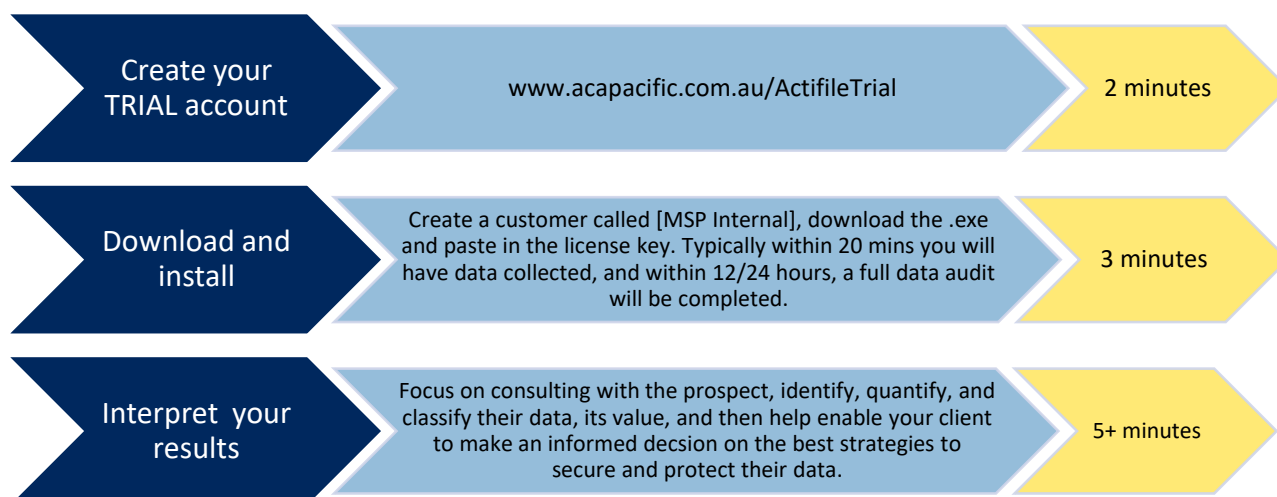 Create your
TRIAL account
www.acapacific.com.au/ActifileTrial
2 minutes
Download and
install
Create a customer called [MSP Internal], download the .exe
and paste in the license key. Typically within 20 mins you will
have data collected, and within 12/24 hours, a full data audit
will be completed.
3 minutes
Interpret your
results
Focus on consulting with the prospect, identify, quantify, and
classify their data, its value, and then help enable your client
to make an informed decsion on the best strategies to
secure and protect their data.
5+ minutes